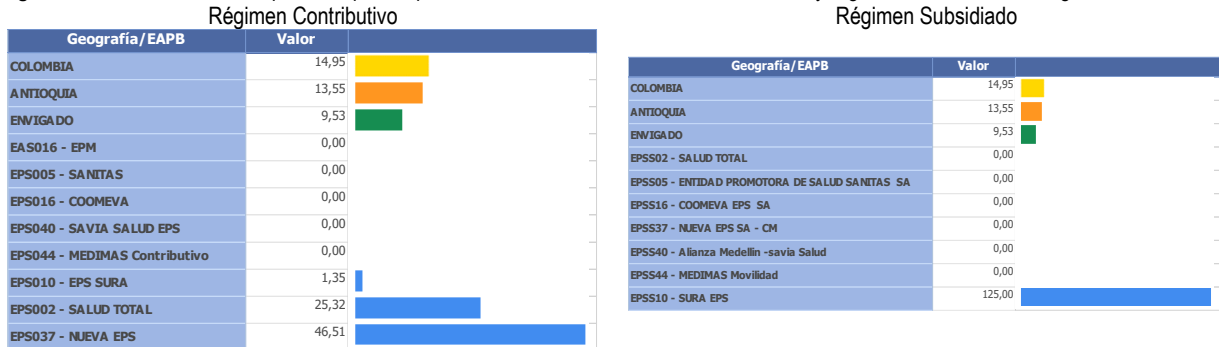 Régimen Contributivo
Geografía/EAPB Valor
COLOMBIA 14,95
ANTIOQUIA 13,55
ENVIGADO 9,53
EAS016 - EPM 0,00
EPS005 - SANITAS 0,00
EPS016 - COOMEVA 0,00
EPS040 - SAVIA SALUD EPS 0,00
EPS044 - MEDIMAS Contributivo 0,00
EPS010 - EPS SURA 1,35
EPS002 - SALUD TOTAL 25,32
EPS037 - NUEVA EPS 46,51
Régimen Subsidiado
Geografía/EAPB Valor
COLOMBIA 14,95
ANTIOQUIA 13,55
ENVIGADO 9,53
EPSS02 - SALUD TOTAL 0,00
EPSS05 - ENTIDAD PROMOTORA DE SALUD SANITAS SA 0,00
EPSS16 - COOMEVA EPS SA 0,00
EPSS37 - NUEVA EPS SA - CM 0,00
EPSS40 - Alianza Medellin -savia Salud 0,00
EPSS44 - MEDIMAS Movilidad 0,00
EPSS10 - SURA EPS 125,00